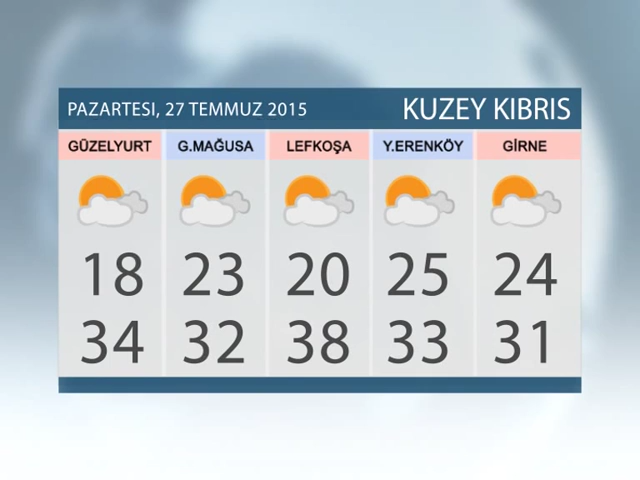 PAZARTESI, 27 TEMMUZ 2015 KUZEY KIBRIS
GÜZELYURT G.MAĞUSA LEFKOŞA Y.ERENKÖY GİRNE
18 23 20 25 24
34 32 38 33 31